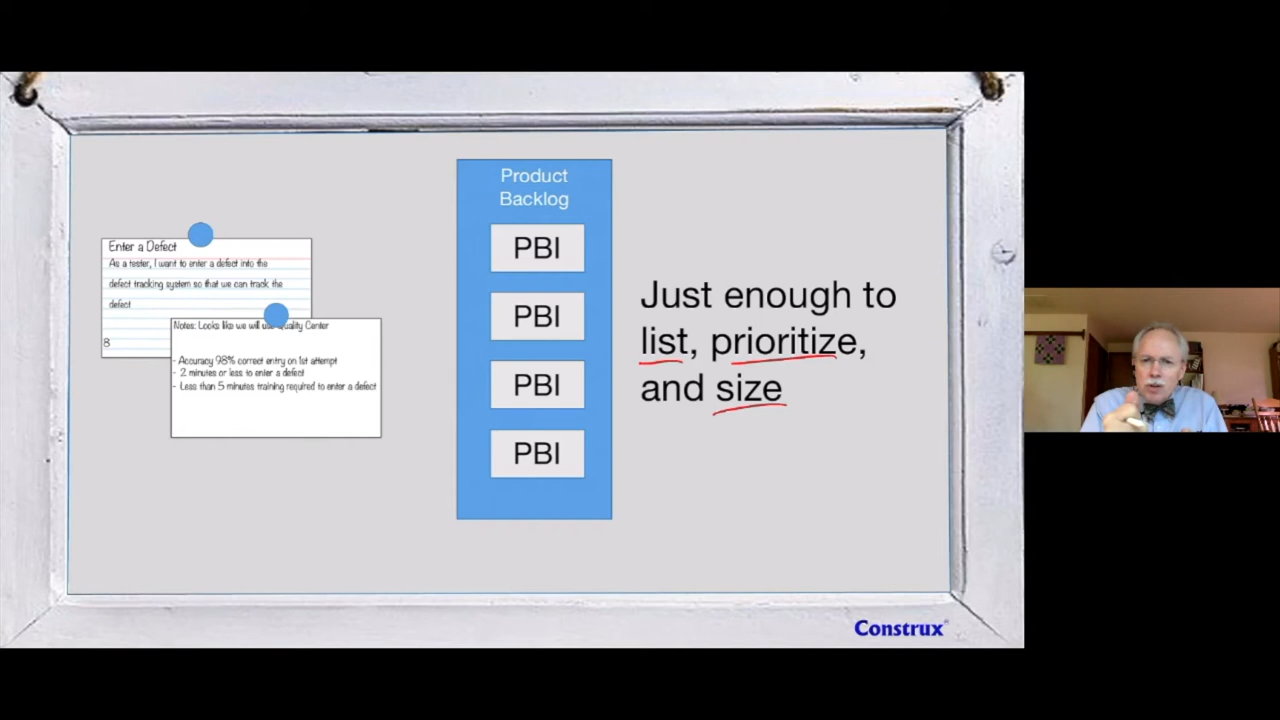 Enter a Defect
As a tester, I want to enter a defect into the
defect tracking system so that we can track the
defect
8
Notes: Looks like we will use Quality Center
- Accuracy 98% correct entry on 1st attempt
- 2 minutes or less to enter a defect
- Less than 5 minutes training required to enter a defect
Product
Backlog
PBI
PBI
PBI
PBI
Just enough to
list, prioritize,
and size
Construx